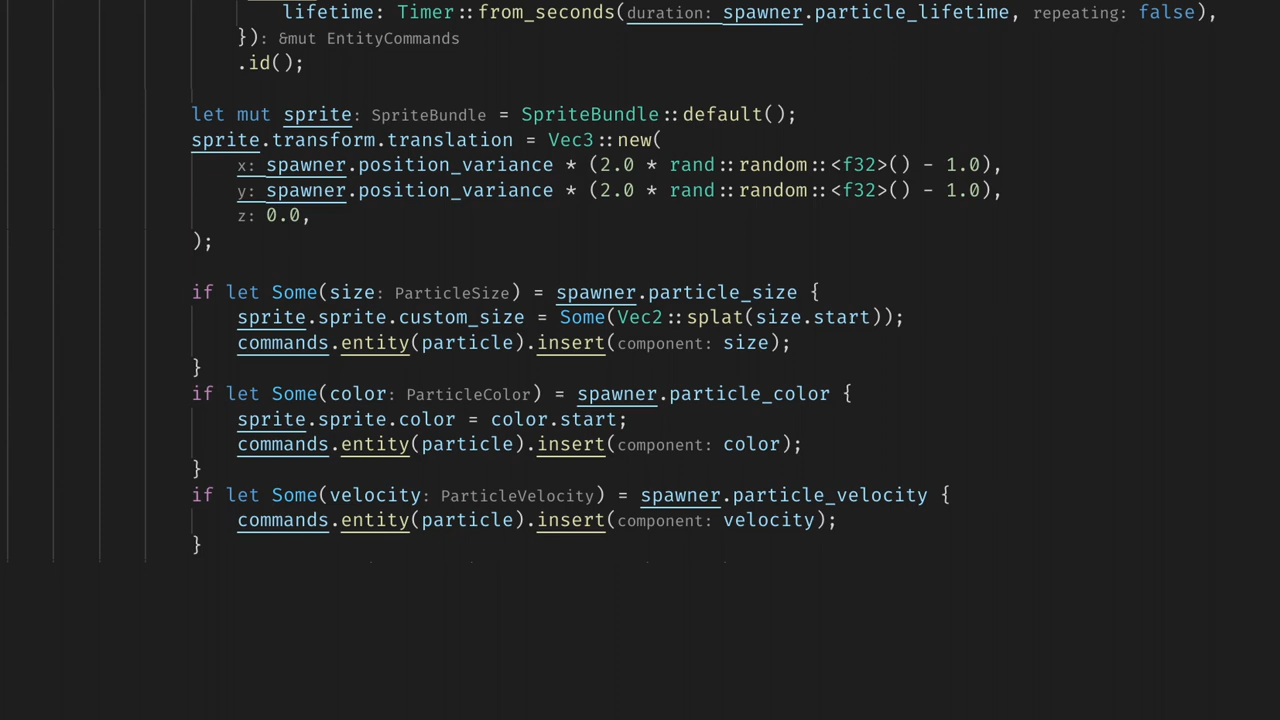 lifetime: Timer::from_seconds(duration: spawner.particle_lifetime, repeating: false),
}): &mut EntityCommands
.id();
let mut sprite: SpriteBundle = SpriteBundle::default();
sprite.transform.translation = Vec3::new(
x: spawner.position_variance * (2.0 * rand::random::<f32>() - 1.0),
y: spawner.position_variance * (2.0 * rand::random::<f32>() - 1.0),
z: 0.0,
);
if let Some(size: ParticleSize) = spawner.particle_size {
sprite.sprite.custom_size = Some(Vec2::splat(size.start));
commands.entity(particle).insert(component: size);
}
if let Some(color: ParticleColor) = spawner.particle_color {
sprite.sprite.color = color.start;
commands.entity(particle).insert(component: color);
}
if let Some(velocity: ParticleVelocity) = spawner.particle_velocity {
commands.entity(particle).insert(component: velocity);
}